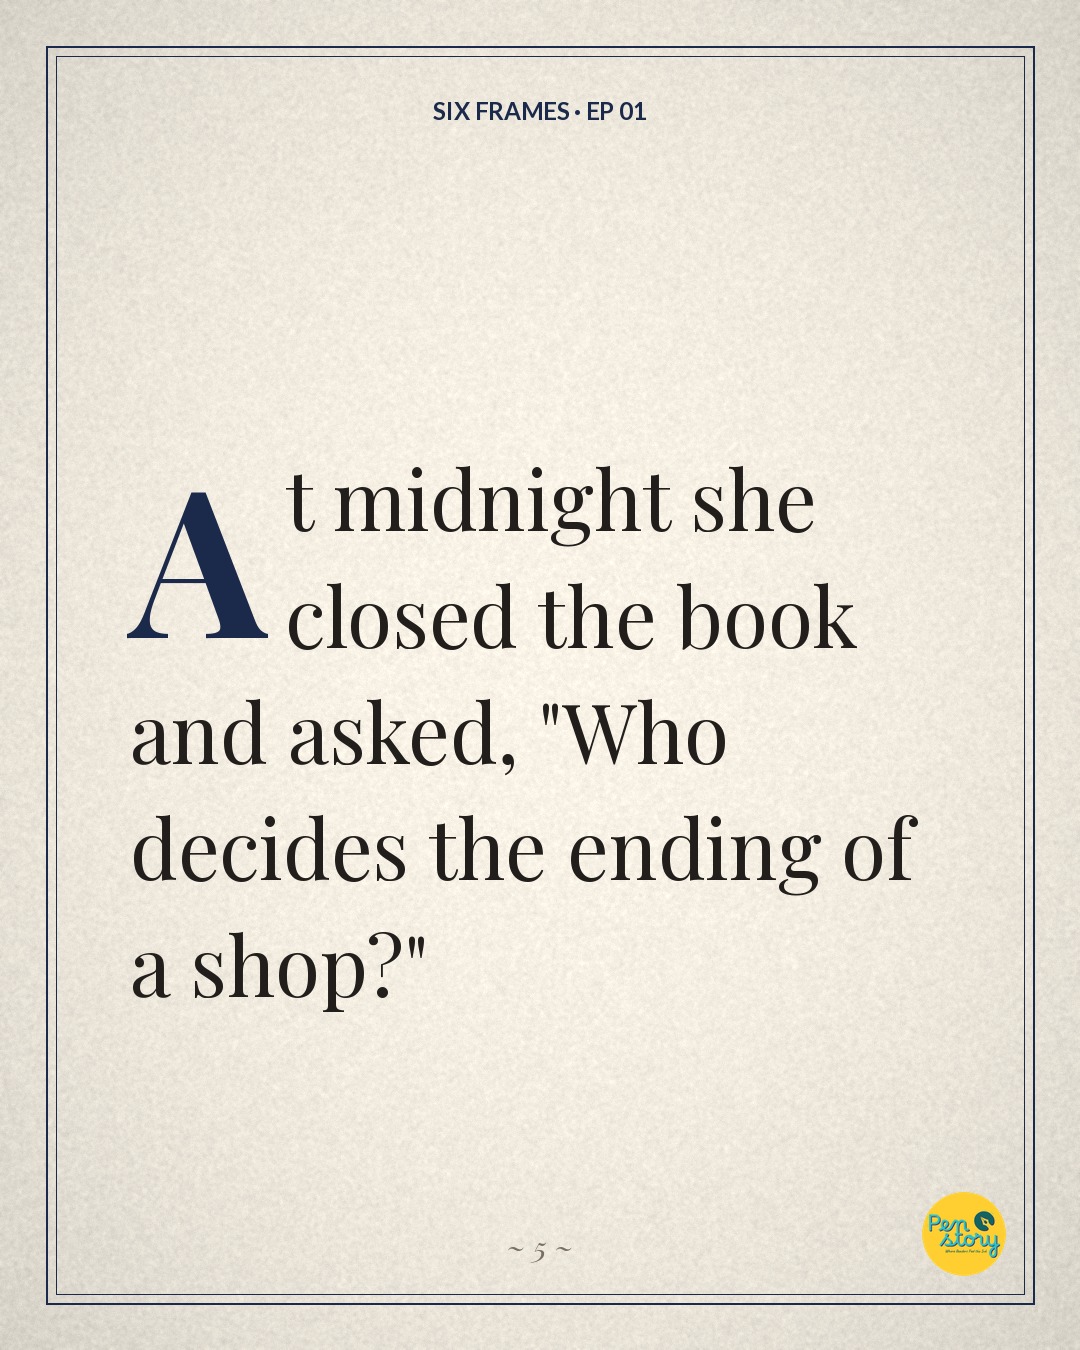 SIX FRAMES · EP 01
At midnight she
closed the book
and asked, "Who
decides the ending of
a shop?"
~ 5 ~
Pen
story